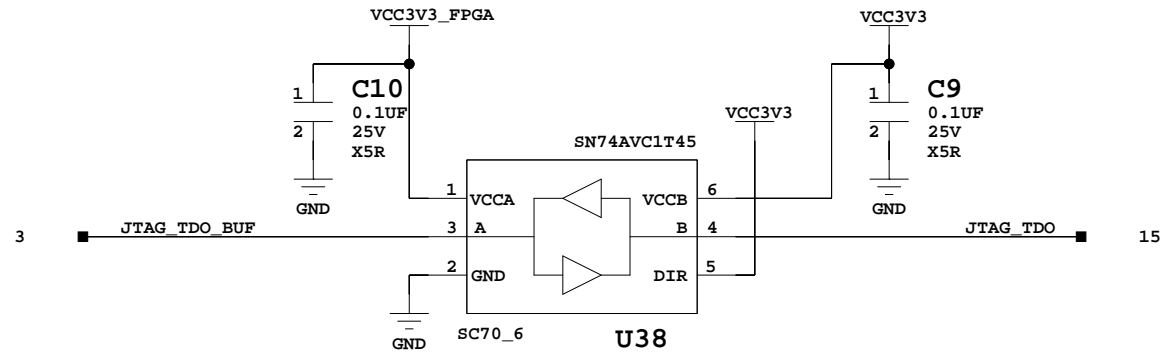 VCC3V3_FPGA
VCC3V3
1 C10
0.1UF
2 25V
X5R
GND
VCC3V3
1 C9
0.1UF
2 25V
X5R
GND
SN74AVC1T45
1 VCCA VCCB 6
3 JTAG_TDO_BUF 3 A B 4 JTAG_TDO 15
2 GND DIR 5
GND
SC70_6 U38